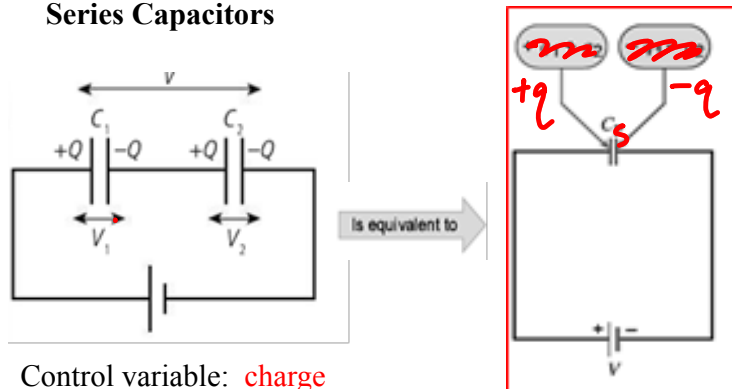 Series Capacitors
V
C₁ C₂
+Q -Q +Q -Q
V₁ V₂
Is equivalent to
+q -q
Cs
+ -
V
Control variable: charge